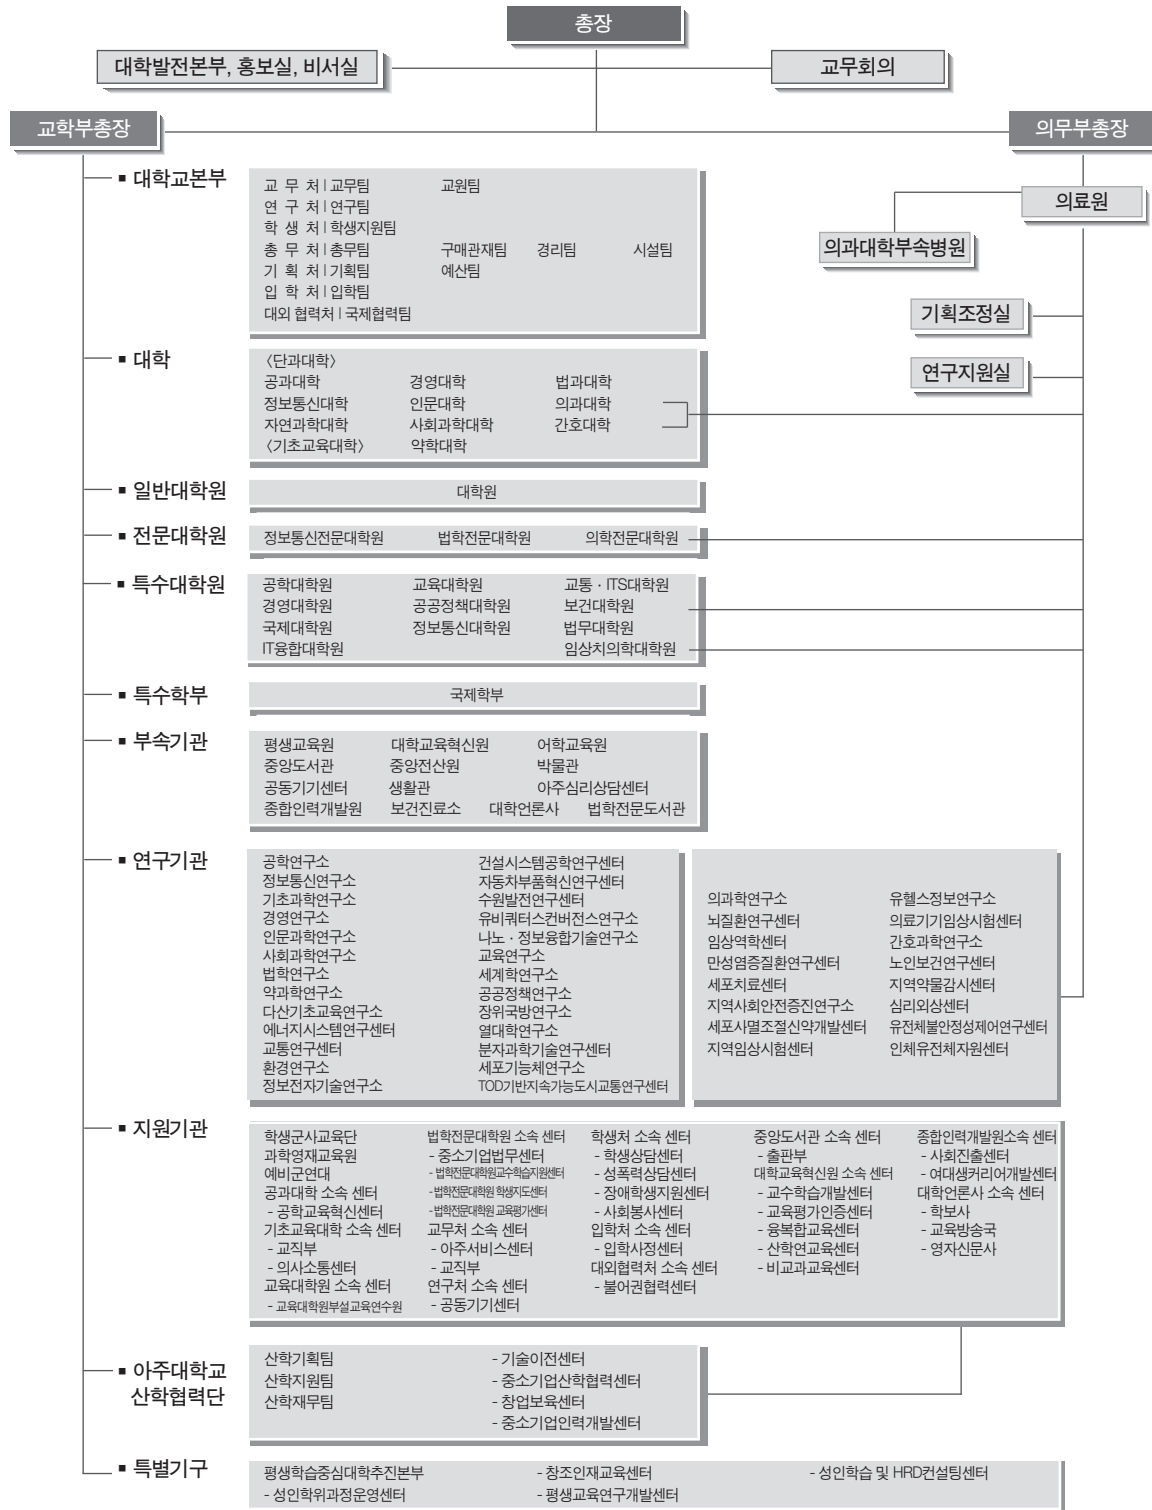 총장
대학발전본부, 홍보실, 비서실
교무회의
교학부총장
의무부총장
의료원
의과대학부속병원
기획조정실
연구지원실
■ 대학교본부
교 무 처 | 교무팀 교원팀
연 구 처 | 연구팀
학 생 처 | 학생지원팀
총 무 처 | 총무팀 구매관재팀 경리팀 시설팀
기 획 처 | 기획팀 예산팀
입 학 처 | 입학팀
대외 협력처 | 국제협력팀
■ 대학
〈단과대학〉
공과대학 경영대학 법과대학
정보통신대학 인문대학 의과대학
자연과학대학 사회과학대학 간호대학
〈기초교육대학〉 약학대학
■ 일반대학원
대학원
■ 전문대학원
정보통신전문대학원 법학전문대학원 의학전문대학원
■ 특수대학원
공학대학원 교육대학원 교통 · ITS대학원
경영대학원 공공정책대학원 보건대학원
국제대학원 정보통신대학원 법무대학원
IT융합대학원 임상치의학대학원
■ 특수학부
국제학부
■ 부속기관
평생교육원 대학교육혁신원 어학교육원
중앙도서관 중앙전산원 박물관
공동기기센터 생활관 아주심리상담센터
종합인력개발원 보건진료소 대학언론사 법학전문도서관
■ 연구기관
공학연구소 건설시스템공학연구센터
정보통신연구소 자동차부품혁신연구센터
기초과학연구소 수원발전연구센터
경영연구소 유비쿼터스컨버전스연구소
인문과학연구소 나노 · 정보융합기술연구소
사회과학연구소 교육연구소
법학연구소 세계학연구소
약과학연구소 공공정책연구소
다산기초교육연구소 장위국방연구소
에너지시스템연구센터 열대학연구소
교통연구센터 분자과학기술연구센터
환경연구소 세포기능체연구소
정보전자기술연구소 TOD기반지속가능도시교통연구센터
의과학연구소 유헬스정보연구소
뇌질환연구센터 의료기기임상시험센터
임상역학센터 간호과학연구소
만성염증질환연구센터 노인보건연구센터
세포치료센터 지역약물감시센터
지역사회안전증진연구소 심리외상센터
세포사멸조절신약개발센터 유전체불안정성제어연구센터
지역임상시험센터 인체유전체자원센터
■ 지원기관
학생군사교육단 법학전문대학원 소속 센터 학생처 소속 센터 중앙도서관 소속 센터 종합인력개발원소속 센터
과학영재교육원 - 중소기업법무센터 - 학생상담센터 - 출판부 - 사회진출센터
예비군연대 - 법학전문대학원교수학습지원센터 - 성폭력상담센터 대학교육혁신원 소속 센터 - 여대생커리어개발센터
공과대학 소속 센터 - 법학전문대학원 학생지도센터 - 장애학생지원센터 - 교수학습개발센터 대학언론사 소속 센터
- 공학교육혁신센터 - 법학전문대학원 교육평가센터 - 사회봉사센터 - 교육평가인증센터 - 학보사
기초교육대학 소속 센터 교무처 소속 센터 입학처 소속 센터 - 융복합교육센터 - 교육방송국
- 교직부 - 아주서비스센터 - 입학사정센터 - 산학연교육센터 - 영자신문사
- 의사소통센터 - 교직부 대외협력처 소속 센터 - 비교과교육센터
교육대학원 소속 센터 연구처 소속 센터 - 불어권협력센터
- 교육대학원부설교육연수원 - 공동기기센터
■ 아주대학교
산학협력단
산학기획팀 - 기술이전센터
산학지원팀 - 중소기업산학협력센터
산학재무팀 - 창업보육센터
- 중소기업인력개발센터
■ 특별기구
평생학습중심대학추진본부 - 창조인재교육센터 - 성인학습 및 HRD컨설팅센터
- 성인학위과정운영센터 - 평생교육연구개발센터